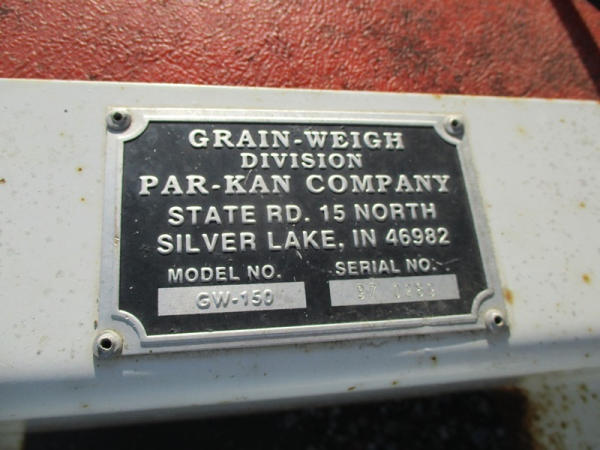 GRAIN-WEIGH
DIVISION
PAR-KAN COMPANY
STATE RD. 15 NORTH
SILVER LAKE, IN 46982
MODEL NO. SERIAL NO.
GW-150